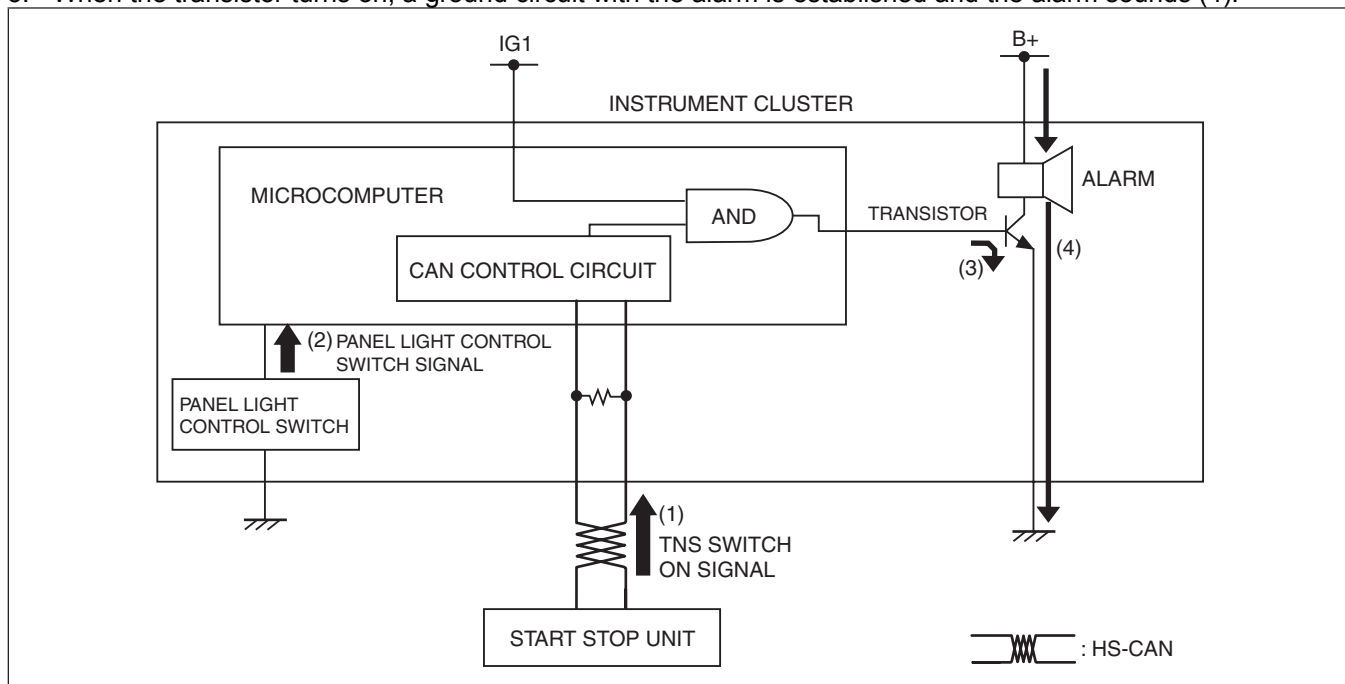 When the transistor turns on, a ground circuit with the alarm is established and the alarm sounds (4).
IG1
B+
INSTRUMENT CLUSTER
MICROCOMPUTER
AND
TRANSISTOR
ALARM
CAN CONTROL CIRCUIT
(3)
(4)
(2) PANEL LIGHT CONTROL
SWITCH SIGNAL
PANEL LIGHT
CONTROL SWITCH
(1)
TNS SWITCH
ON SIGNAL
START STOP UNIT
: HS-CAN